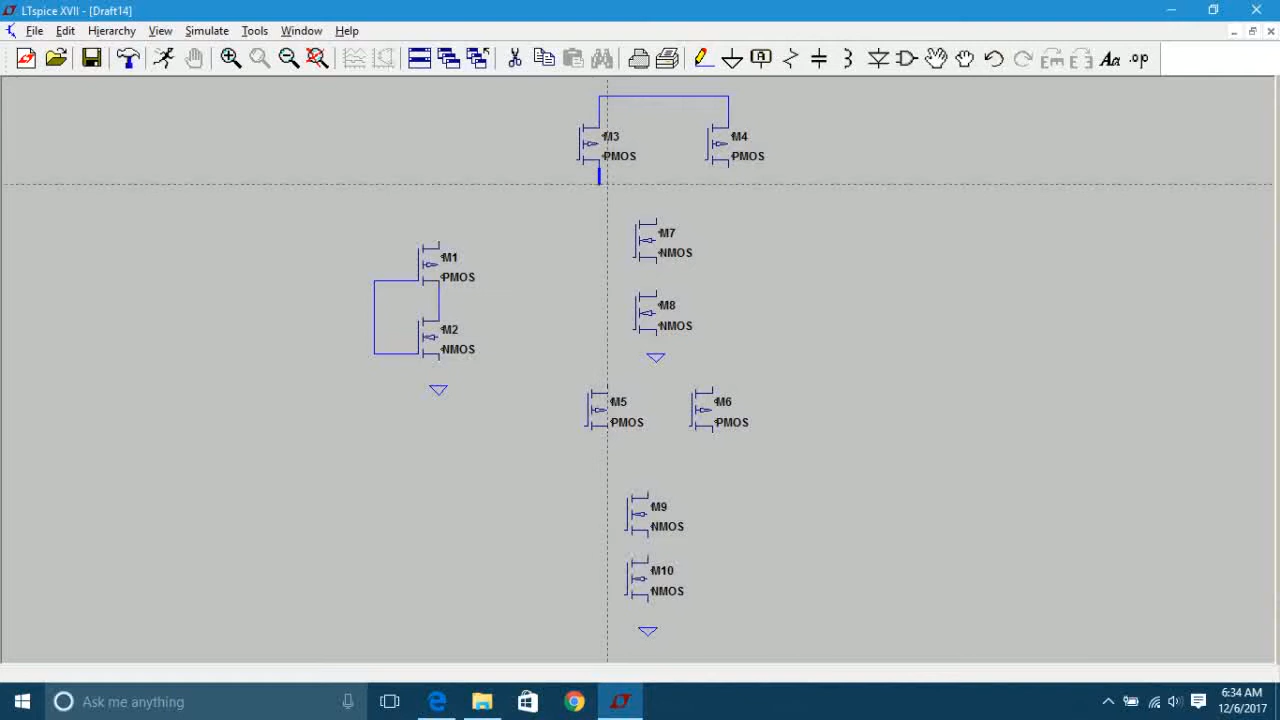 LTspice XVII - [Draft14]
File Edit Hierarchy View Simulate Tools Window Help
A Aa .op
M3
PMOS
M4
PMOS
M7
NMOS
M1
PMOS
M8
NMOS
M2
NMOS
M5
PMOS
M6
PMOS
M9
NMOS
M10
NMOS
Ask me anything
6:34 AM
12/6/2017